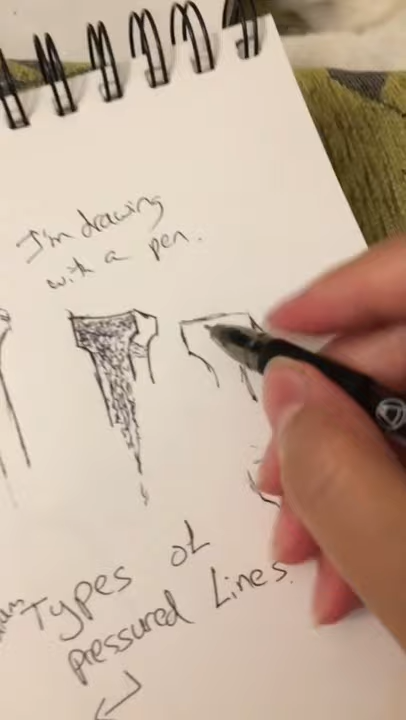 I'm drawing
with a pen.
Types of
pressured lines.